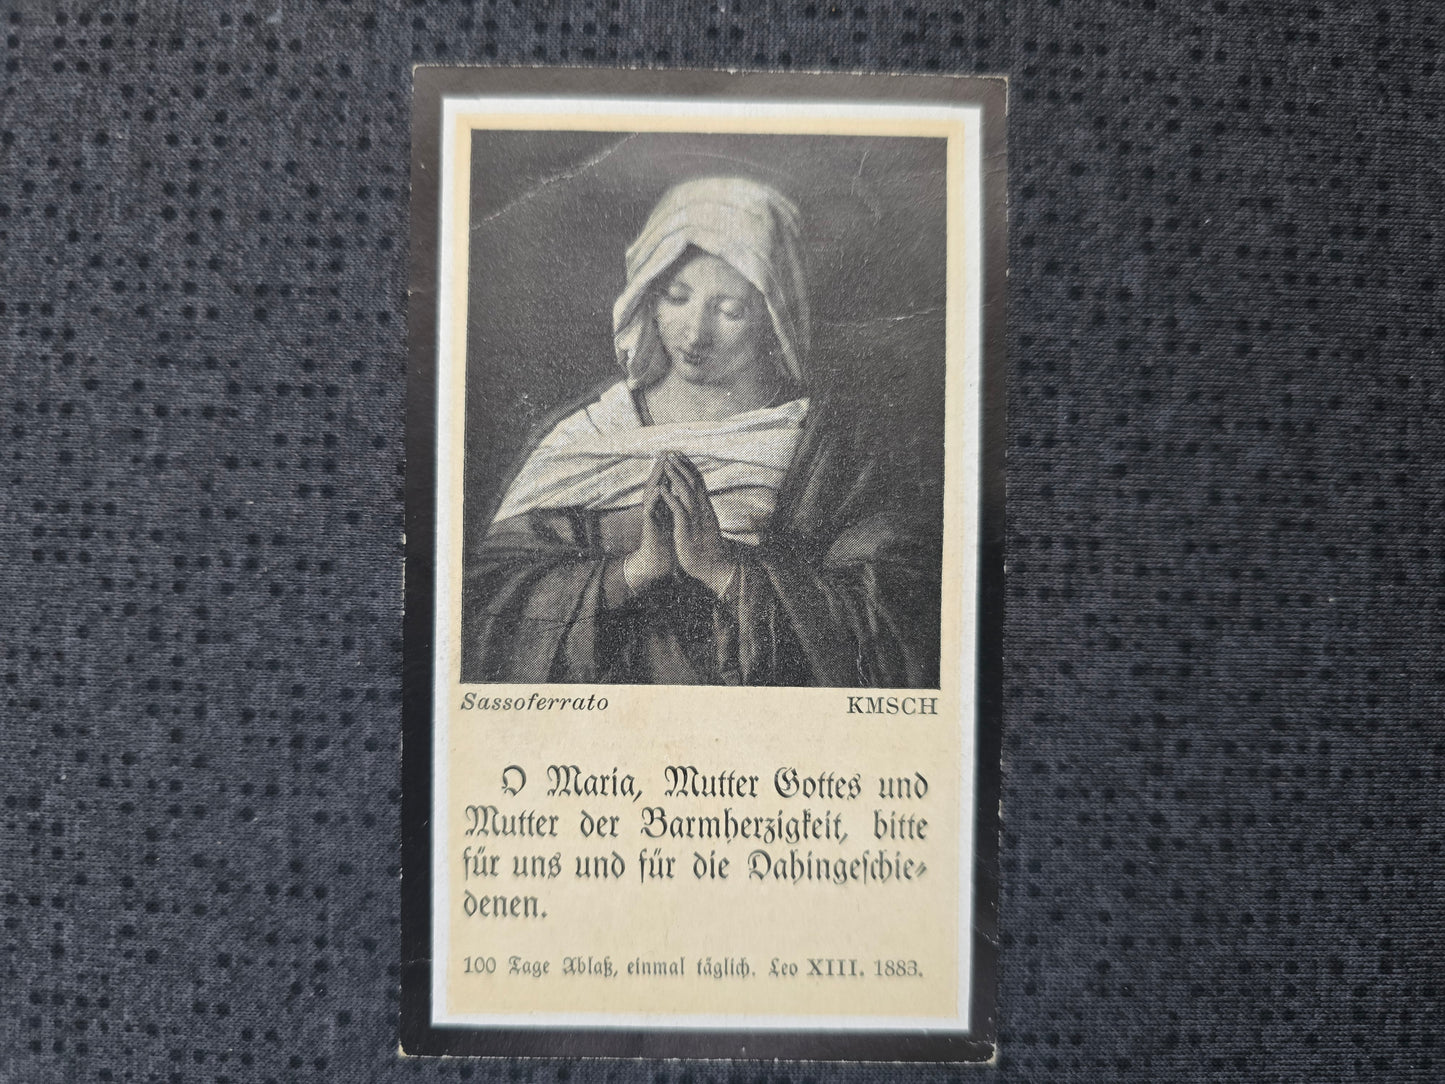 Sassoferrato KMSCH
O Maria, Mutter Gottes und
Mutter der Barmherzigkeit, bitte
für uns und für die Dahingeschie-
denen.
100 Tage Ablaß, einmal täglich. Leo XIII. 1883.